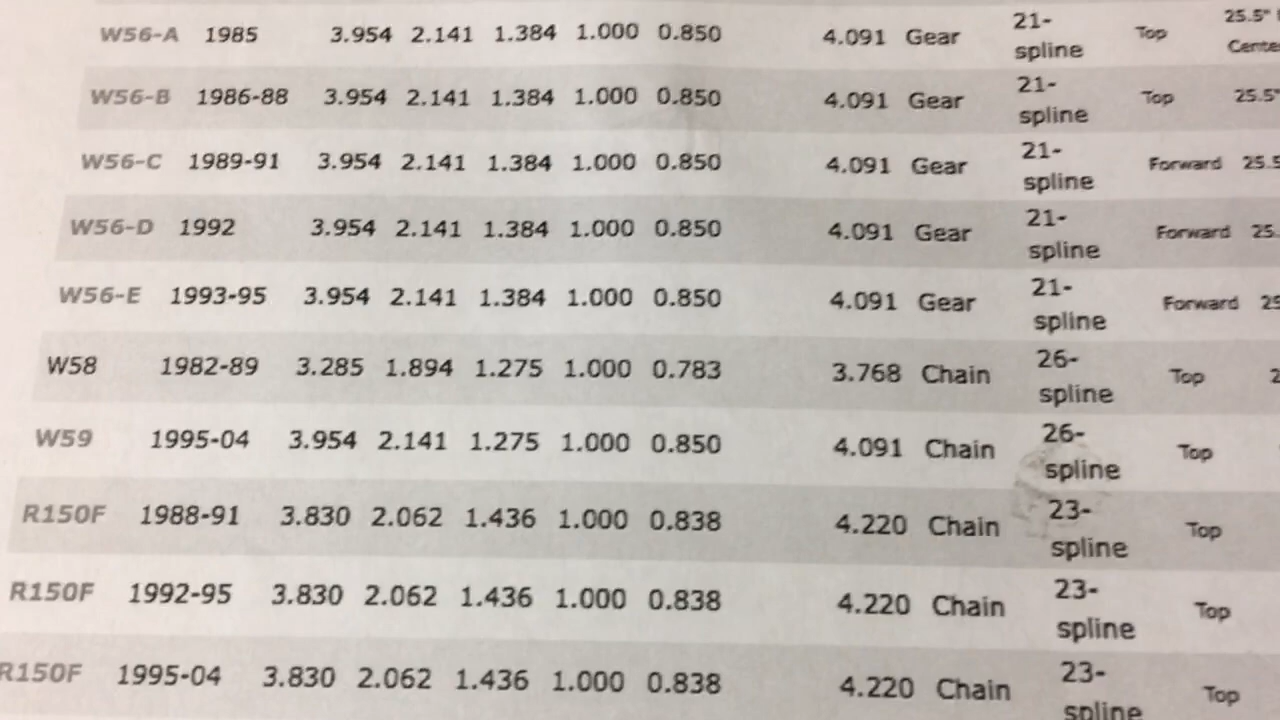 W56-A 1985 3.954 2.141 1.384 1.000 0.850 4.091 Gear 21-spline Top 25.5"
W56-B 1986-88 3.954 2.141 1.384 1.000 0.850 4.091 Gear 21-spline Top 25.5"
W56-C 1989-91 3.954 2.141 1.384 1.000 0.850 4.091 Gear 21-spline Forward 25.5
W56-D 1992 3.954 2.141 1.384 1.000 0.850 4.091 Gear 21-spline Forward 25.
W56-E 1993-95 3.954 2.141 1.384 1.000 0.850 4.091 Gear 21-spline Forward 25
W58 1982-89 3.285 1.894 1.275 1.000 0.783 3.768 Chain 26-spline Top 2
W59 1995-04 3.954 2.141 1.275 1.000 0.850 4.091 Chain 26-spline Top
R150F 1988-91 3.830 2.062 1.436 1.000 0.838 4.220 Chain 23-spline Top
R150F 1992-95 3.830 2.062 1.436 1.000 0.838 4.220 Chain 23-spline Top
R150F 1995-04 3.830 2.062 1.436 1.000 0.838 4.220 Chain 23-spline Top